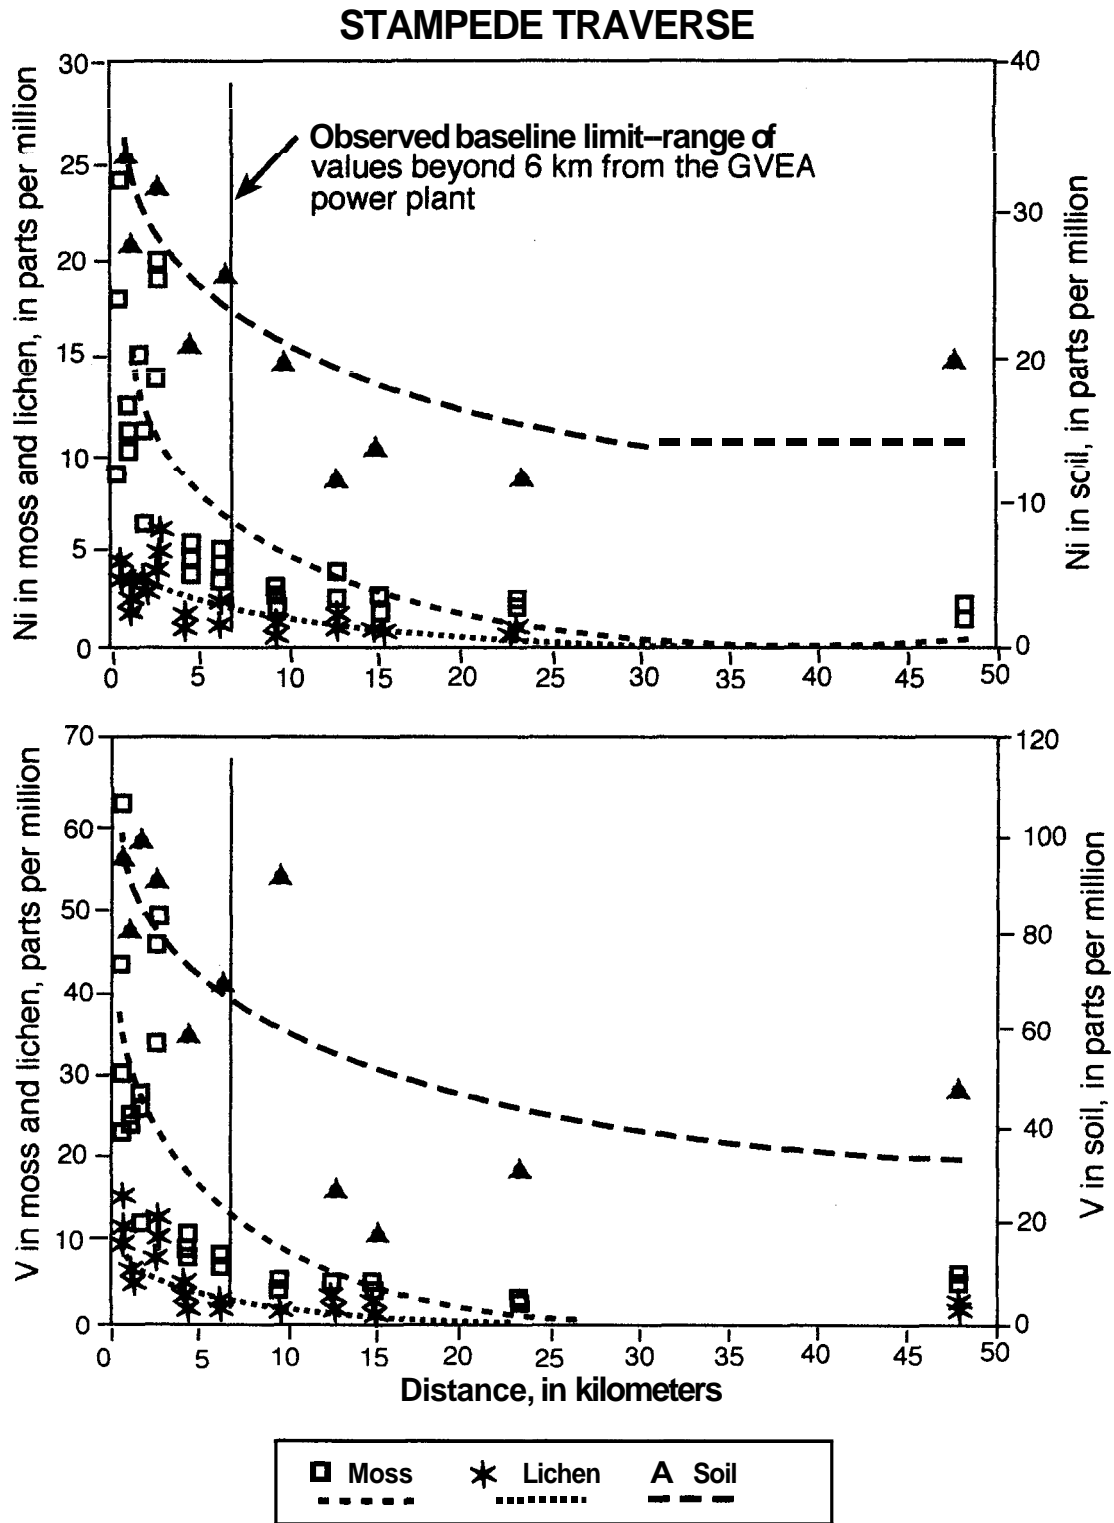 STAMPEDE TRAVERSE
Ni in moss and lichen, in parts per million
30
25
20
15
10
5
0
Observed baseline limit–range of
values beyond 6 km from the GVEA
power plant
40
30
20
10
0
Ni in soil, in parts per million
0 5 10 15 20 25 30 35 40 45 50
V in moss and lichen, parts per million
70
60
50
40
30
20
10
0
120
100
80
60
40
20
0
V in soil, in parts per million
0 5 10 15 20 25 30 35 40 45 50
Distance, in kilometers
Moss Lichen A Soil